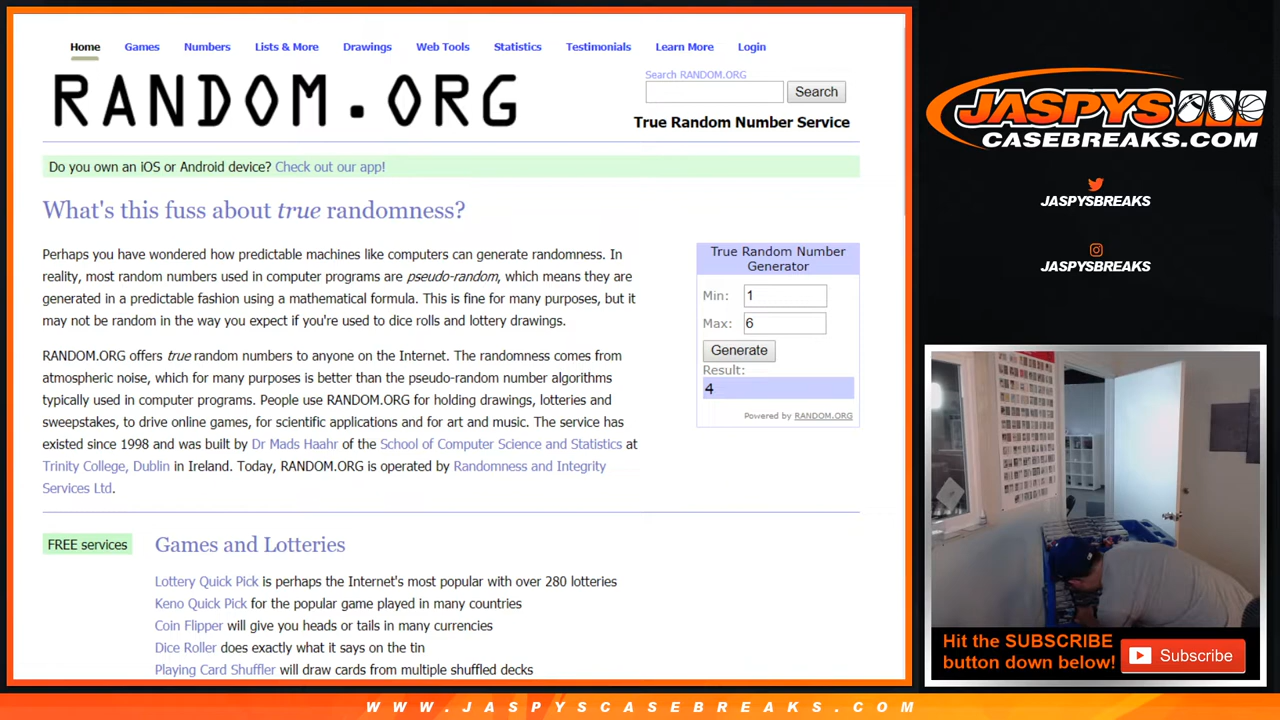 Home Games Numbers Lists & More Drawings Web Tools Statistics Testimonials Learn More Login
RANDOM.ORG
Search RANDOM.ORG
Search
True Random Number Service
Do you own an iOS or Android device? Check out our app!
What's this fuss about true randomness?
Perhaps you have wondered how predictable machines like computers can generate randomness. In
reality, most random numbers used in computer programs are pseudo-random, which means they are
generated in a predictable fashion using a mathematical formula. This is fine for many purposes, but it
may not be random in the way you expect if you're used to dice rolls and lottery drawings.
RANDOM.ORG offers true random numbers to anyone on the Internet. The randomness comes from
atmospheric noise, which for many purposes is better than the pseudo-random number algorithms
typically used in computer programs. People use RANDOM.ORG for holding drawings, lotteries and
sweepstakes, to drive online games, for scientific applications and for art and music. The service has
existed since 1998 and was built by Dr Mads Haahr of the School of Computer Science and Statistics at
Trinity College, Dublin in Ireland. Today, RANDOM.ORG is operated by Randomness and Integrity
Services Ltd.
True Random Number
Generator
Min: 1
Max: 6
Generate
Result:
4
Powered by RANDOM.ORG
FREE services
Games and Lotteries
Lottery Quick Pick is perhaps the Internet's most popular with over 280 lotteries
Keno Quick Pick for the popular game played in many countries
Coin Flipper will give you heads or tails in many currencies
Dice Roller does exactly what it says on the tin
Playing Card Shuffler will draw cards from multiple shuffled decks
JASPYS
CASEBREAKS.COM
JASPYSBREAKS
JASPYSBREAKS
Hit the SUBSCRIBE
button down below!
Subscribe
WWW.JASPYSCASEBREAKS.COM